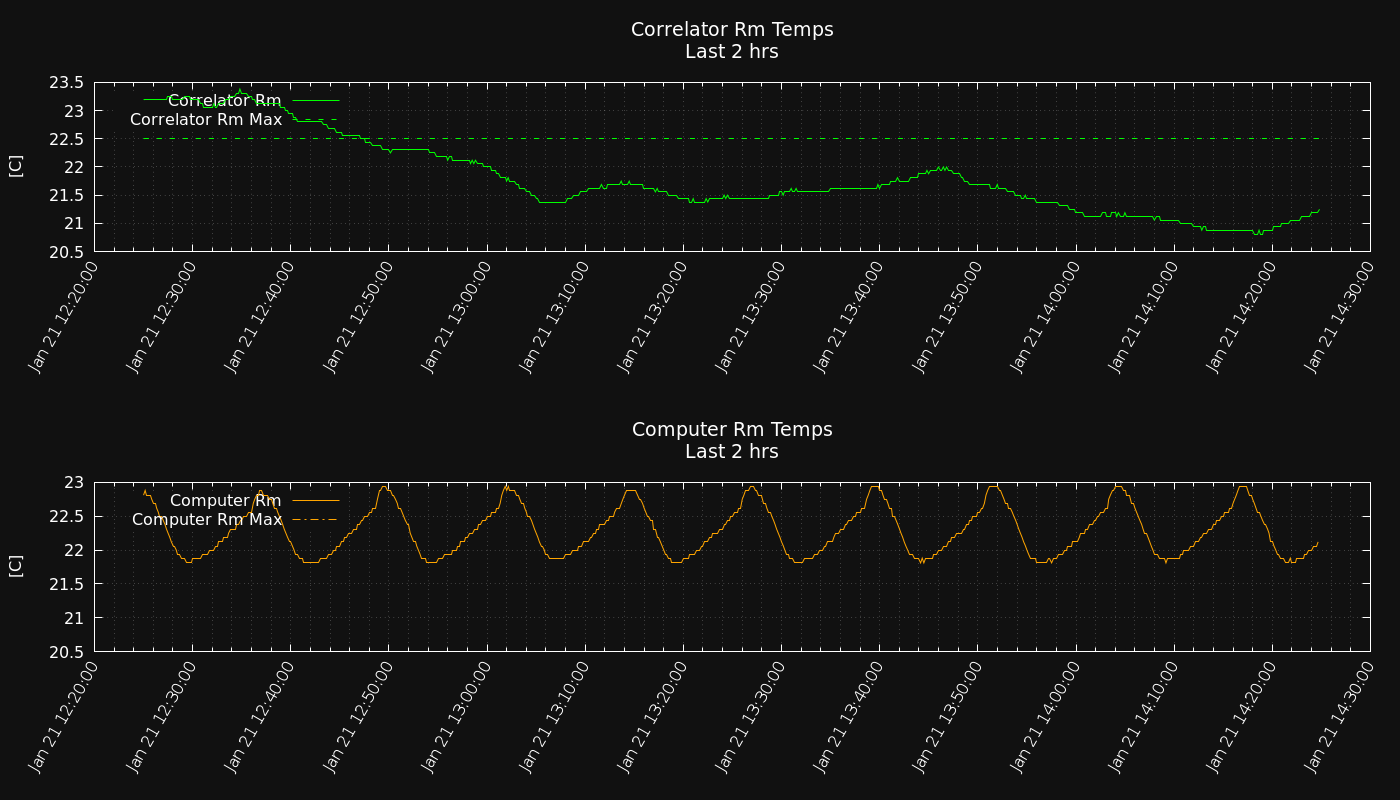 Correlator Rm Temps
Last 2 hrs
23.5
23
22.5
22
21.5
21
20.5
[C]
Correlator Rm
Correlator Rm Max
Jan 21 12:20:00
Jan 21 12:30:00
Jan 21 12:40:00
Jan 21 12:50:00
Jan 21 13:00:00
Jan 21 13:10:00
Jan 21 13:20:00
Jan 21 13:30:00
Jan 21 13:40:00
Jan 21 13:50:00
Jan 21 14:00:00
Jan 21 14:10:00
Jan 21 14:20:00
Jan 21 14:30:00
Computer Rm Temps
Last 2 hrs
23
22.5
22
21.5
21
20.5
[C]
Computer Rm
Computer Rm Max
Jan 21 12:20:00
Jan 21 12:30:00
Jan 21 12:40:00
Jan 21 12:50:00
Jan 21 13:00:00
Jan 21 13:10:00
Jan 21 13:20:00
Jan 21 13:30:00
Jan 21 13:40:00
Jan 21 13:50:00
Jan 21 14:00:00
Jan 21 14:10:00
Jan 21 14:20:00
Jan 21 14:30:00